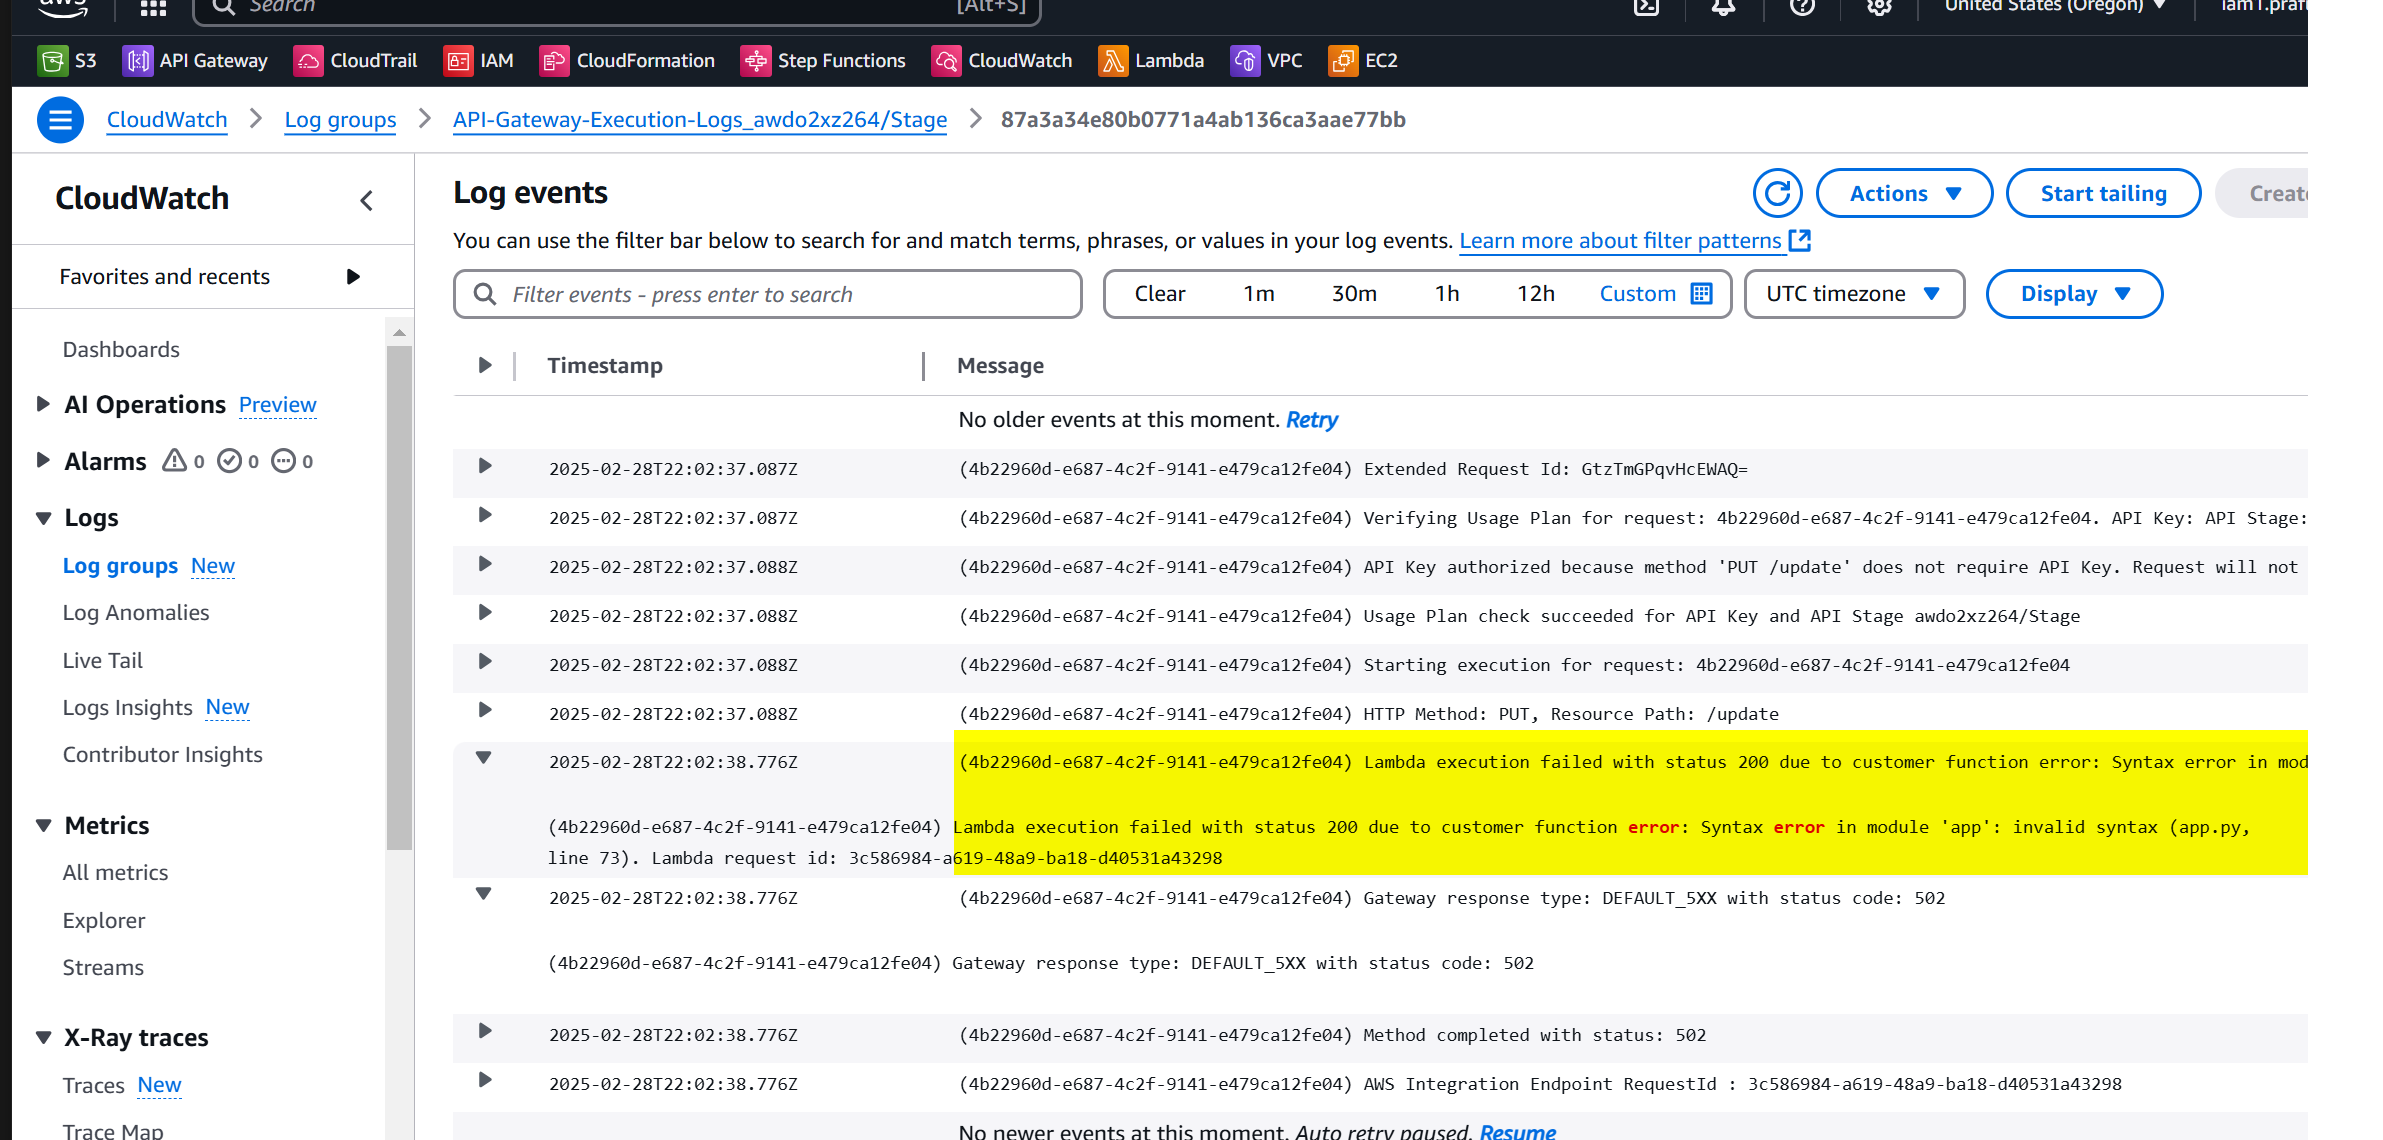 aws
Search
[Alt+S]
United States (Oregon)
S3
API Gateway
CloudTrail
IAM
CloudFormation
Step Functions
CloudWatch
Lambda
VPC
EC2
CloudWatch
Log groups
API-Gateway-Execution-Logs_awdo2xz264/Stage
87a3a34e80b0771a4ab136ca3aae77bb
CloudWatch
Favorites and recents
Dashboards
AI Operations Preview
Alarms 0 0 0
Logs
Log groups New
Log Anomalies
Live Tail
Logs Insights New
Contributor Insights
Metrics
All metrics
Explorer
Streams
X-Ray traces
Traces New
Trace Map
Log events
Actions
Start tailing
You can use the filter bar below to search for and match terms, phrases, or values in your log events. Learn more about filter patterns
Filter events - press enter to search
Clear 1m 30m 1h 12h Custom
UTC timezone
Display
Timestamp Message
No older events at this moment. Retry
2025-02-28T22:02:37.087Z (4b22960d-e687-4c2f-9141-e479ca12fe04) Extended Request Id: GtzTmGPqvHcEWAQ=
2025-02-28T22:02:37.087Z (4b22960d-e687-4c2f-9141-e479ca12fe04) Verifying Usage Plan for request: 4b22960d-e687-4c2f-9141-e479ca12fe04. API Key: API Stage:
2025-02-28T22:02:37.088Z (4b22960d-e687-4c2f-9141-e479ca12fe04) API Key authorized because method 'PUT /update' does not require API Key. Request will not
2025-02-28T22:02:37.088Z (4b22960d-e687-4c2f-9141-e479ca12fe04) Usage Plan check succeeded for API Key and API Stage awdo2xz264/Stage
2025-02-28T22:02:37.088Z (4b22960d-e687-4c2f-9141-e479ca12fe04) Starting execution for request: 4b22960d-e687-4c2f-9141-e479ca12fe04
2025-02-28T22:02:37.088Z (4b22960d-e687-4c2f-9141-e479ca12fe04) HTTP Method: PUT, Resource Path: /update
2025-02-28T22:02:38.776Z (4b22960d-e687-4c2f-9141-e479ca12fe04) Lambda execution failed with status 200 due to customer function error: Syntax error in mod
(4b22960d-e687-4c2f-9141-e479ca12fe04) Lambda execution failed with status 200 due to customer function error: Syntax error in module 'app': invalid syntax (app.py,
line 73). Lambda request id: 3c586984-a619-48a9-ba18-d40531a43298
2025-02-28T22:02:38.776Z (4b22960d-e687-4c2f-9141-e479ca12fe04) Gateway response type: DEFAULT_5XX with status code: 502
(4b22960d-e687-4c2f-9141-e479ca12fe04) Gateway response type: DEFAULT_5XX with status code: 502
2025-02-28T22:02:38.776Z (4b22960d-e687-4c2f-9141-e479ca12fe04) Method completed with status: 502
2025-02-28T22:02:38.776Z (4b22960d-e687-4c2f-9141-e479ca12fe04) AWS Integration Endpoint RequestId : 3c586984-a619-48a9-ba18-d40531a43298
No newer events at this moment. Auto retry paused. Resume